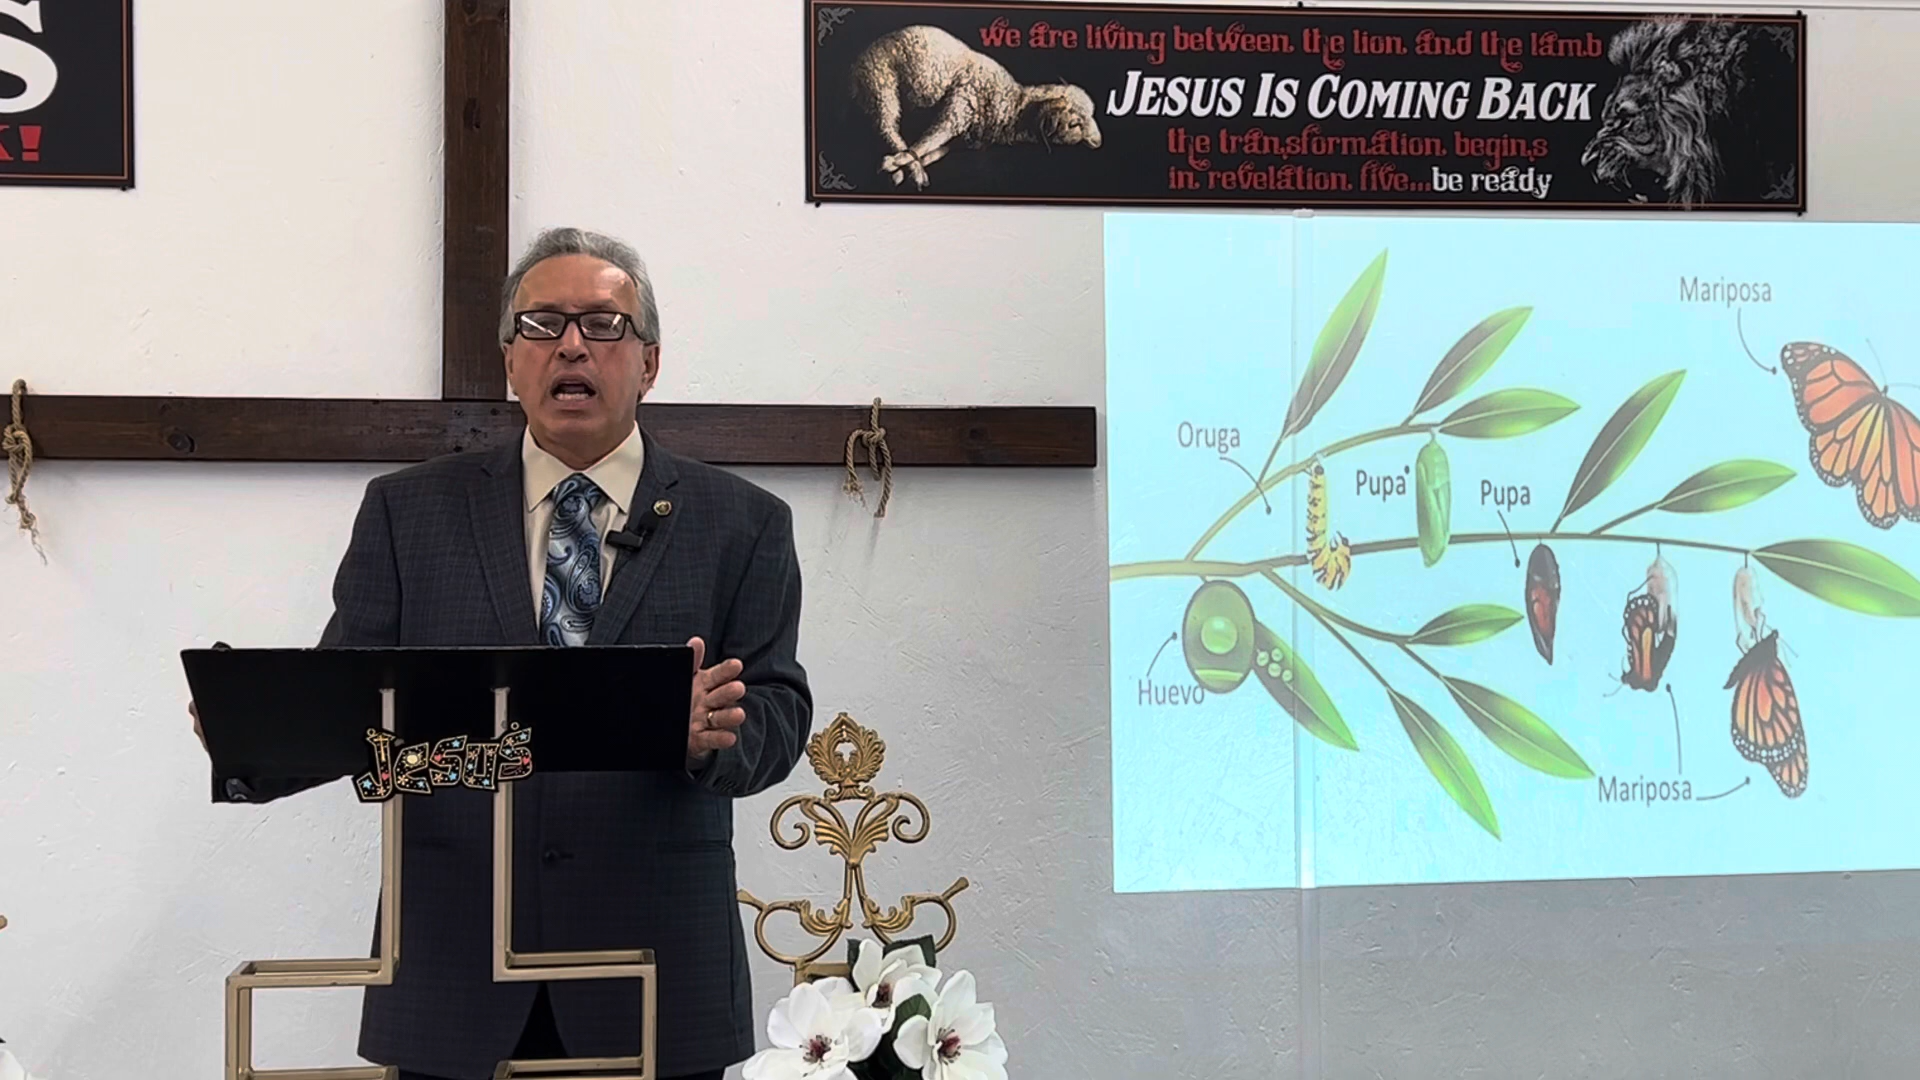 S
K!
we are living between the lion and the lamb
JESUS IS COMING BACK
the transformation begins
in revelation five...be ready
Mariposa
Oruga
Pupa
Pupa
Huevo
Mariposa
Jesus